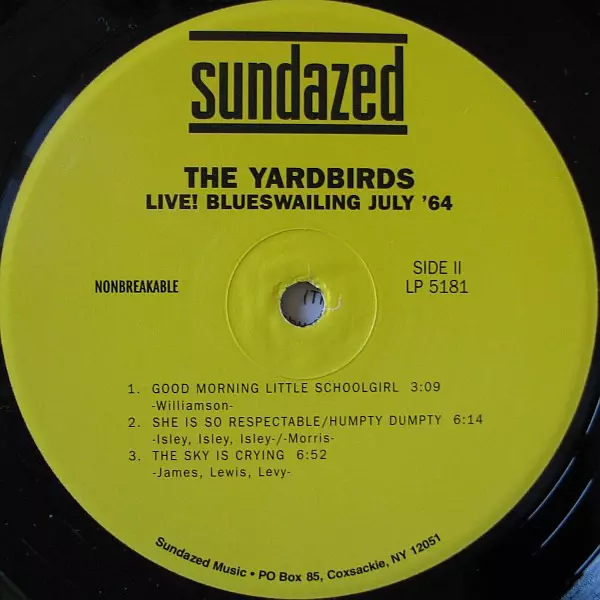 sundazed
THE YARDBIRDS
LIVE! BLUESWAILING JULY '64
NONBREAKABLE
SIDE II
LP 5181
1. GOOD MORNING LITTLE SCHOOLGIRL 3:09
-Williamson-
2. SHE IS SO RESPECTABLE/HUMPTY DUMPTY 6:14
-Isley, Isley, Isley-/-Morris-
3. THE SKY IS CRYING 6:52
-James, Lewis, Levy-
Sundazed Music • PO Box 85, Coxsackie, NY 12051